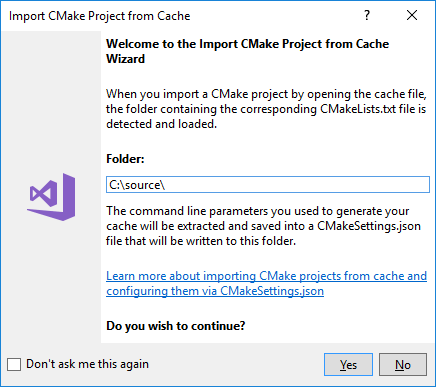 Import CMake Project from Cache
Welcome to the Import CMake Project from Cache
Wizard
When you import a CMake project by opening the cache file,
the folder containing the corresponding CMakeLists.txt file is
detected and loaded.
Folder:
C:\source\
The command line parameters you used to generate your
cache will be extracted and saved into a CMakeSettings.json
file that will be written to this folder.
Learn more about importing CMake projects from cache and
configuring them via CMakeSettings.json
Do you wish to continue?
Don't ask me this again
Yes
No